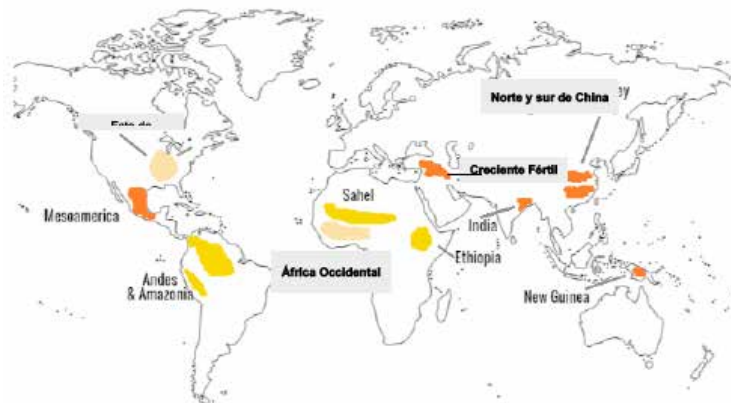 Norte y sur de China
Creciente Fértil
Sahel
Mesoamerica
India
Ethiopia
África Occidental
Andes
& Amazonia
New Guinea